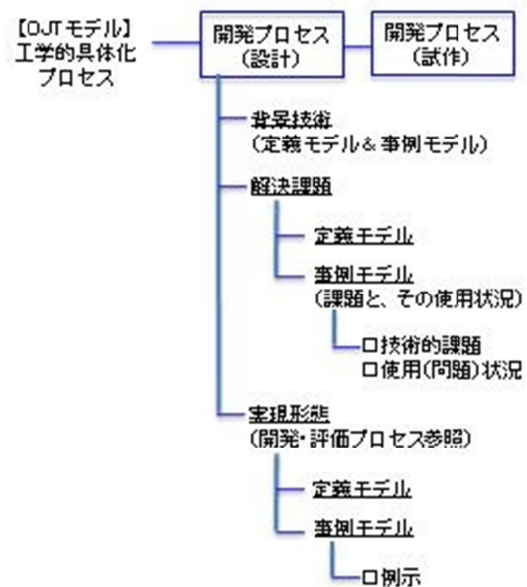 【OJTモデル】
工学的具体化
プロセス
開発プロセス
(設計)
開発プロセス
(試作)
背景技術
(定義モデル&事例モデル)
解決課題
定義モデル
事例モデル
(課題と、その使用状況)
□技術的課題
□使用(問題)状況
実現形態
(開発・評価プロセス参照)
定義モデル
事例モデル
□例示